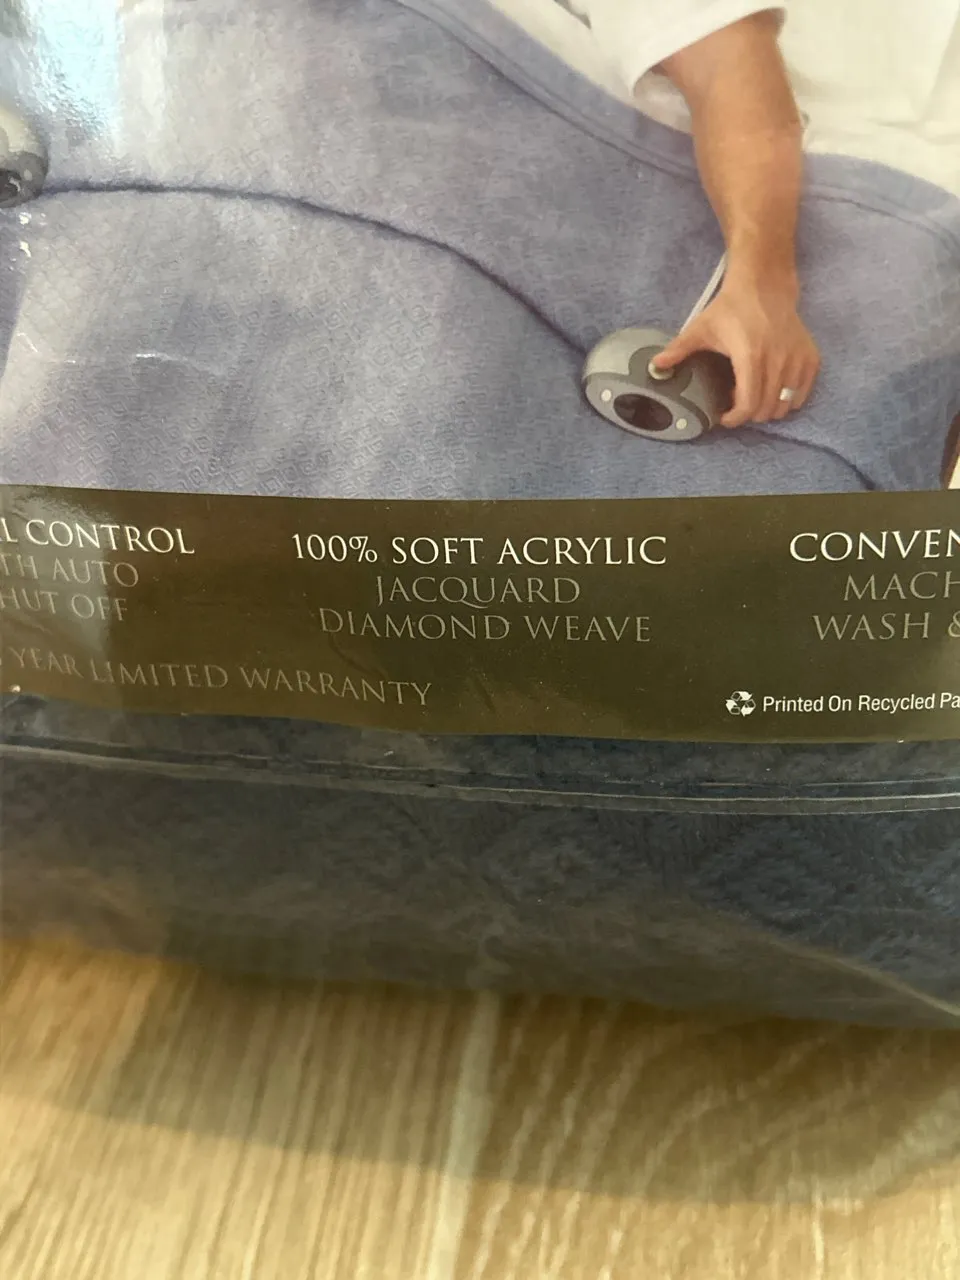 L CONTROL
TH AUTO
HUT OFF
YEAR LIMITED WARRANTY
100% SOFT ACRYLIC
JACQUARD
DIAMOND WEAVE
CONVEN
MACH
WASH &
Printed On Recycled Pa